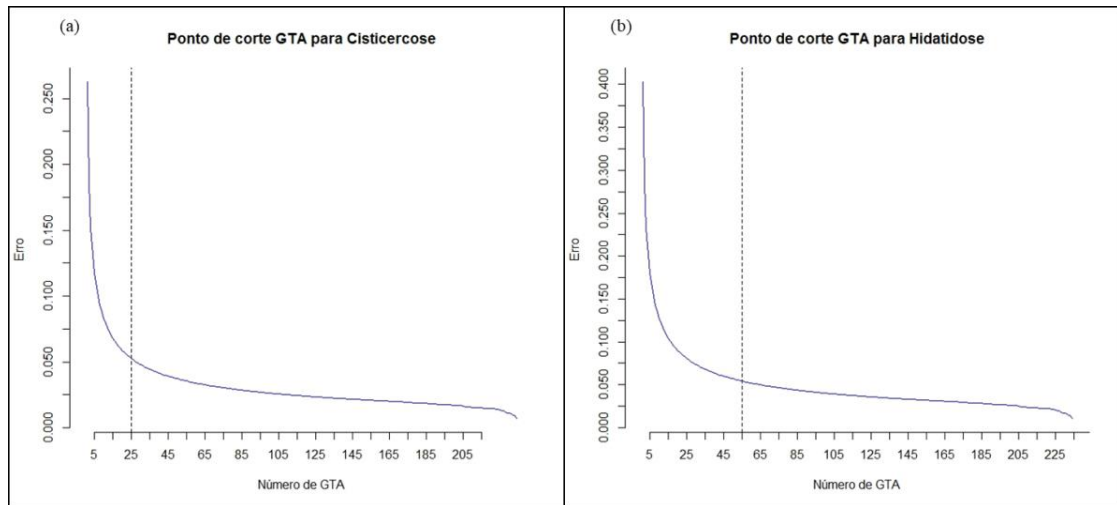 (a)
Ponto de corte GTA para Cisticercose
Erro
0.250
0.200
0.150
0.100
0.050
0.000
5 25 45 65 85 105 125 145 165 185 205
Número de GTA
(b)
Ponto de corte GTA para Hidatidose
Erro
0.400
0.350
0.300
0.250
0.200
0.150
0.100
0.050
0.000
5 25 45 65 85 105 125 145 165 185 205 225
Número de GTA